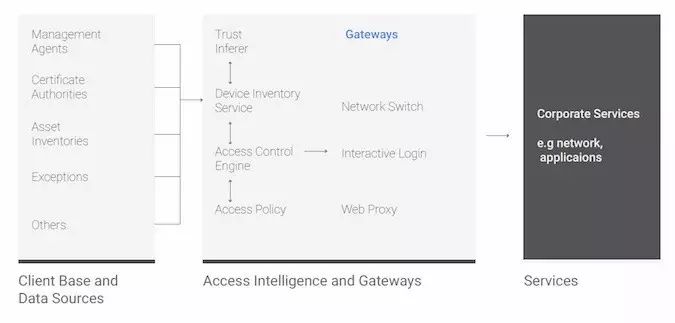 Management
Agents
Certificate
Authorities
Asset
Inventories
Exceptions
Others.
Client Base and
Data Sources
Trust
Inferer
Device Inventory
Service
Access Control
Engine
Access Policy
Gateways
Network Switch
Interactive Login
Web Proxy
Access Intelligence and Gateways
Corporate Services
e.g network,
applicaions
Services